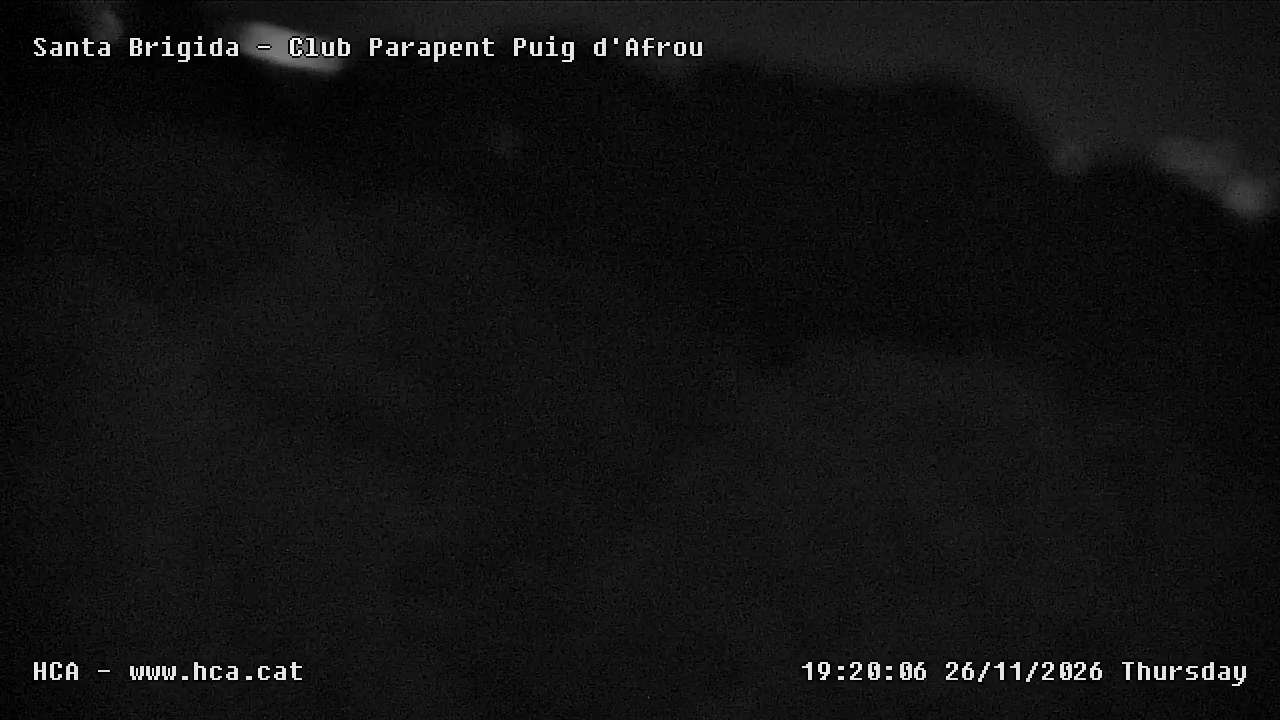 Santa Brigida - Club Parapent Puig d'Afrou
HCA - www.hca.cat
19:20:06 26/11/2026 Thursday